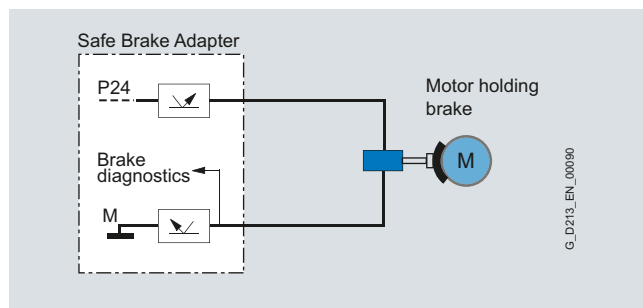 Safe Brake Adapter
P24
Motor holding
brake
M
Brake
diagnostics
M
G_D213_EN_00090